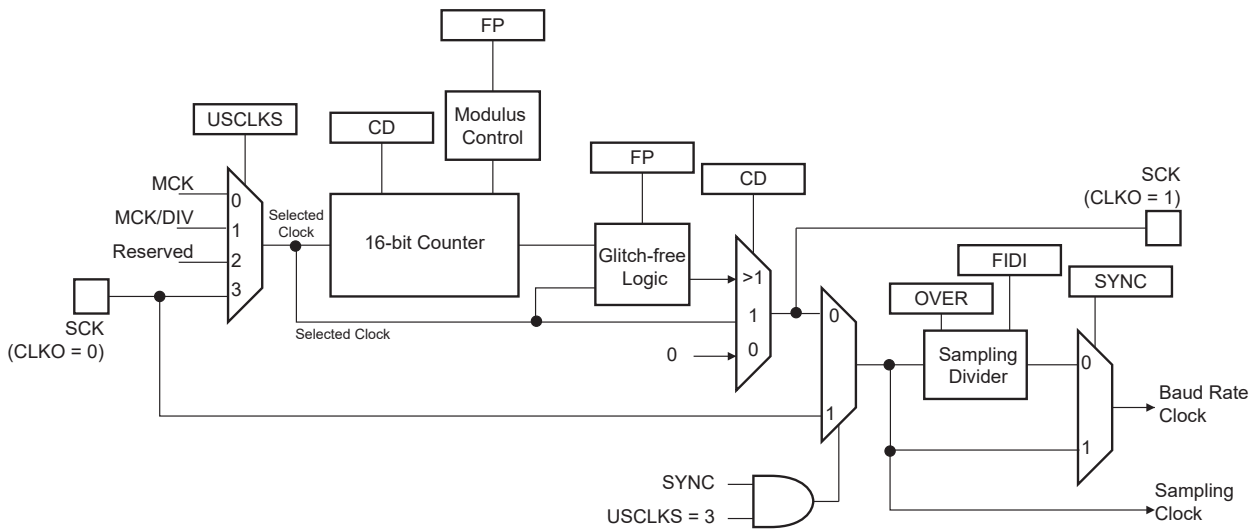 FP
USCLKS
CD
Modulus
Control
FP
CD
SCK
(CLKO = 1)
MCK
MCK/DIV
Reserved
0
1
2
3
Selected
Clock
16-bit Counter
Glitch-free
Logic
>1
1
0
0
SCK
(CLKO = 0)
Selected Clock
FIDI
OVER
SYNC
0
1
Sampling
Divider
0
1
Baud Rate
Clock
SYNC
USCLKS = 3
Sampling
Clock